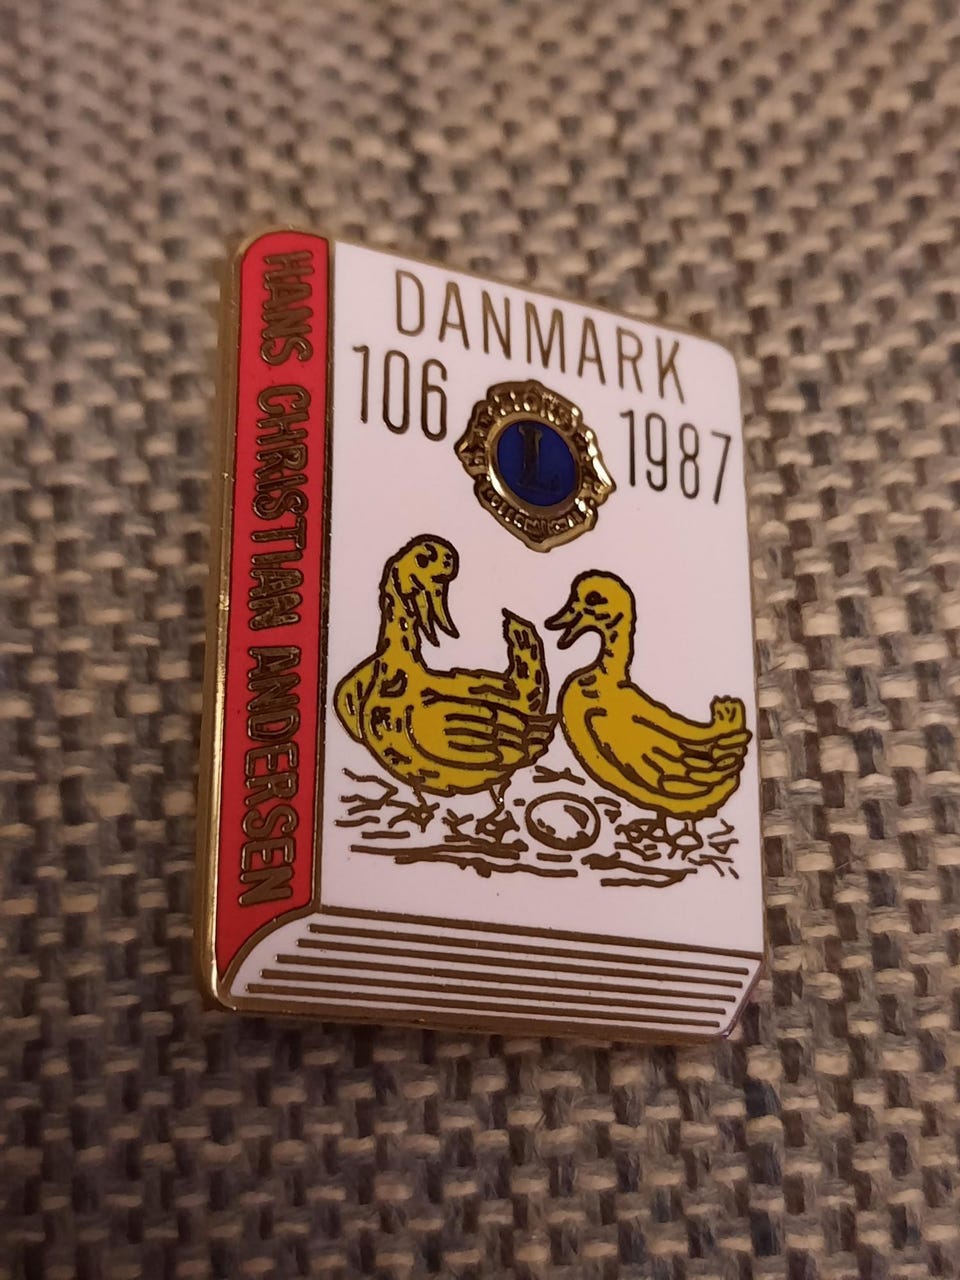 HANS CHRISTIAN ANDERSEN
DANMARK
106
1987
L